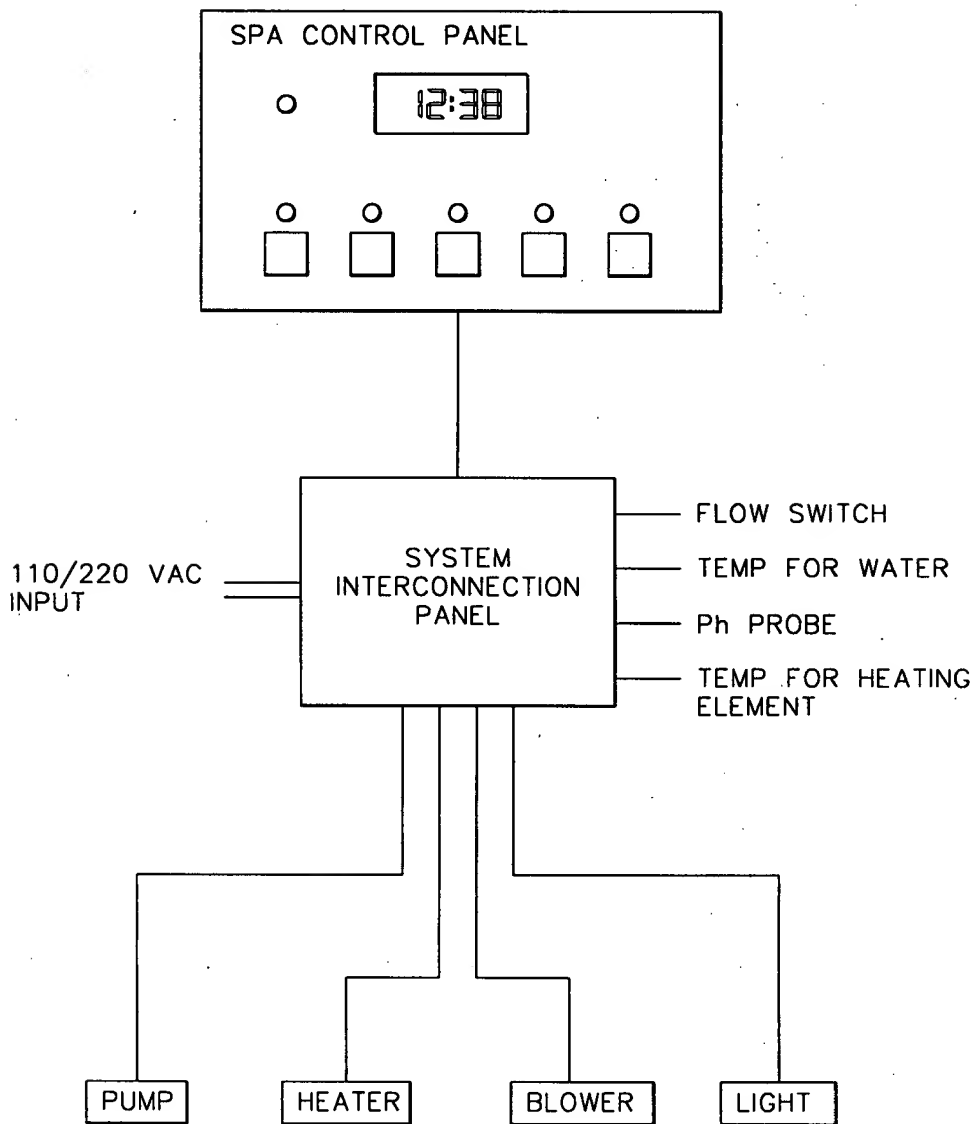 SPA CONTROL PANEL
12:38
SYSTEM
INTERCONNECTION
PANEL
110/220 VAC
INPUT
FLOW SWITCH
TEMP FOR WATER
Ph PROBE
TEMP FOR HEATING
ELEMENT
PUMP
HEATER
BLOWER
LIGHT